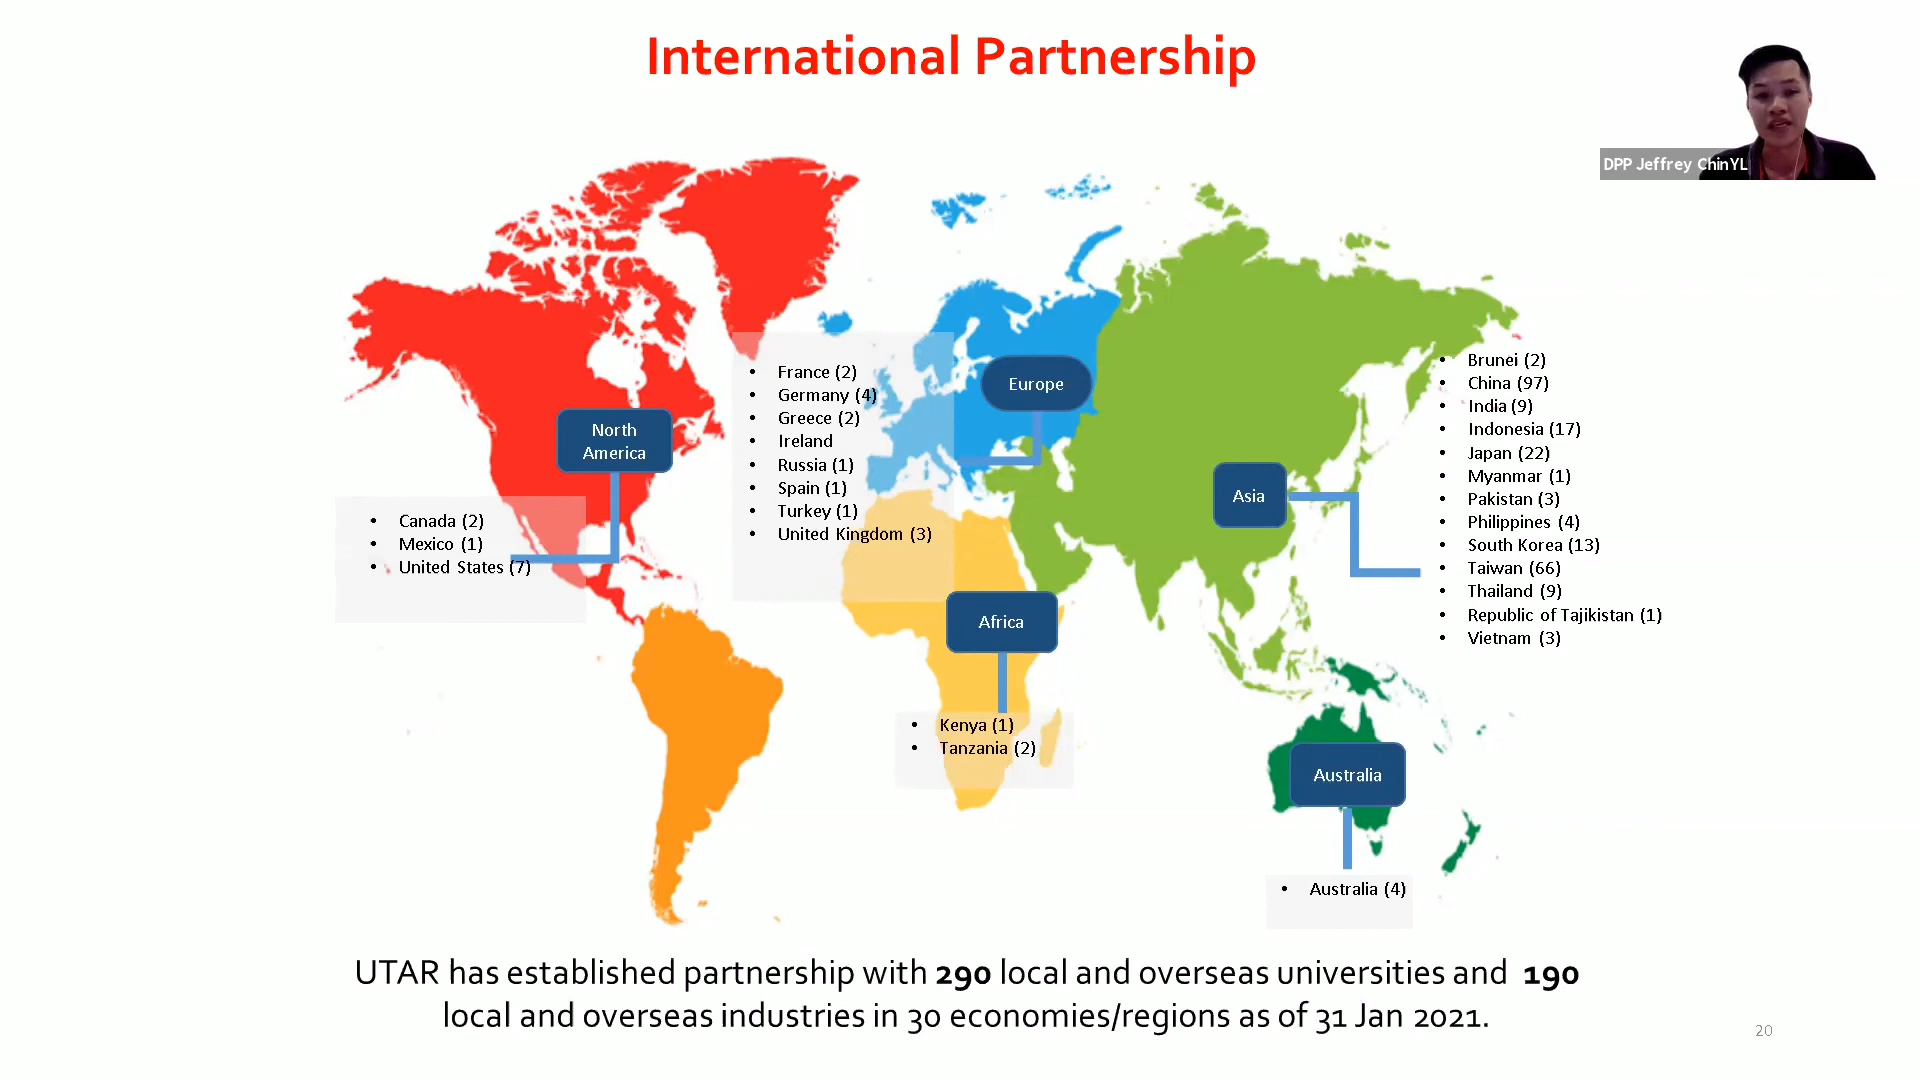 International Partnership
DPP Jeffrey ChinYL
North
America
• Canada (2)
• Mexico (1)
• United States (7)
Europe
• France (2)
• Germany (4)
• Greece (2)
• Ireland
• Russia (1)
• Spain (1)
• Turkey (1)
• United Kingdom (3)
Asia
• Brunei (2)
• China (97)
• India (9)
• Indonesia (17)
• Japan (22)
• Myanmar (1)
• Pakistan (3)
• Philippines (4)
• South Korea (13)
• Taiwan (66)
• Thailand (9)
• Republic of Tajikistan (1)
• Vietnam (3)
Africa
• Kenya (1)
• Tanzania (2)
Australia
• Australia (4)
UTAR has established partnership with 290 local and overseas universities and 190
local and overseas industries in 30 economies/regions as of 31 Jan 2021.
20